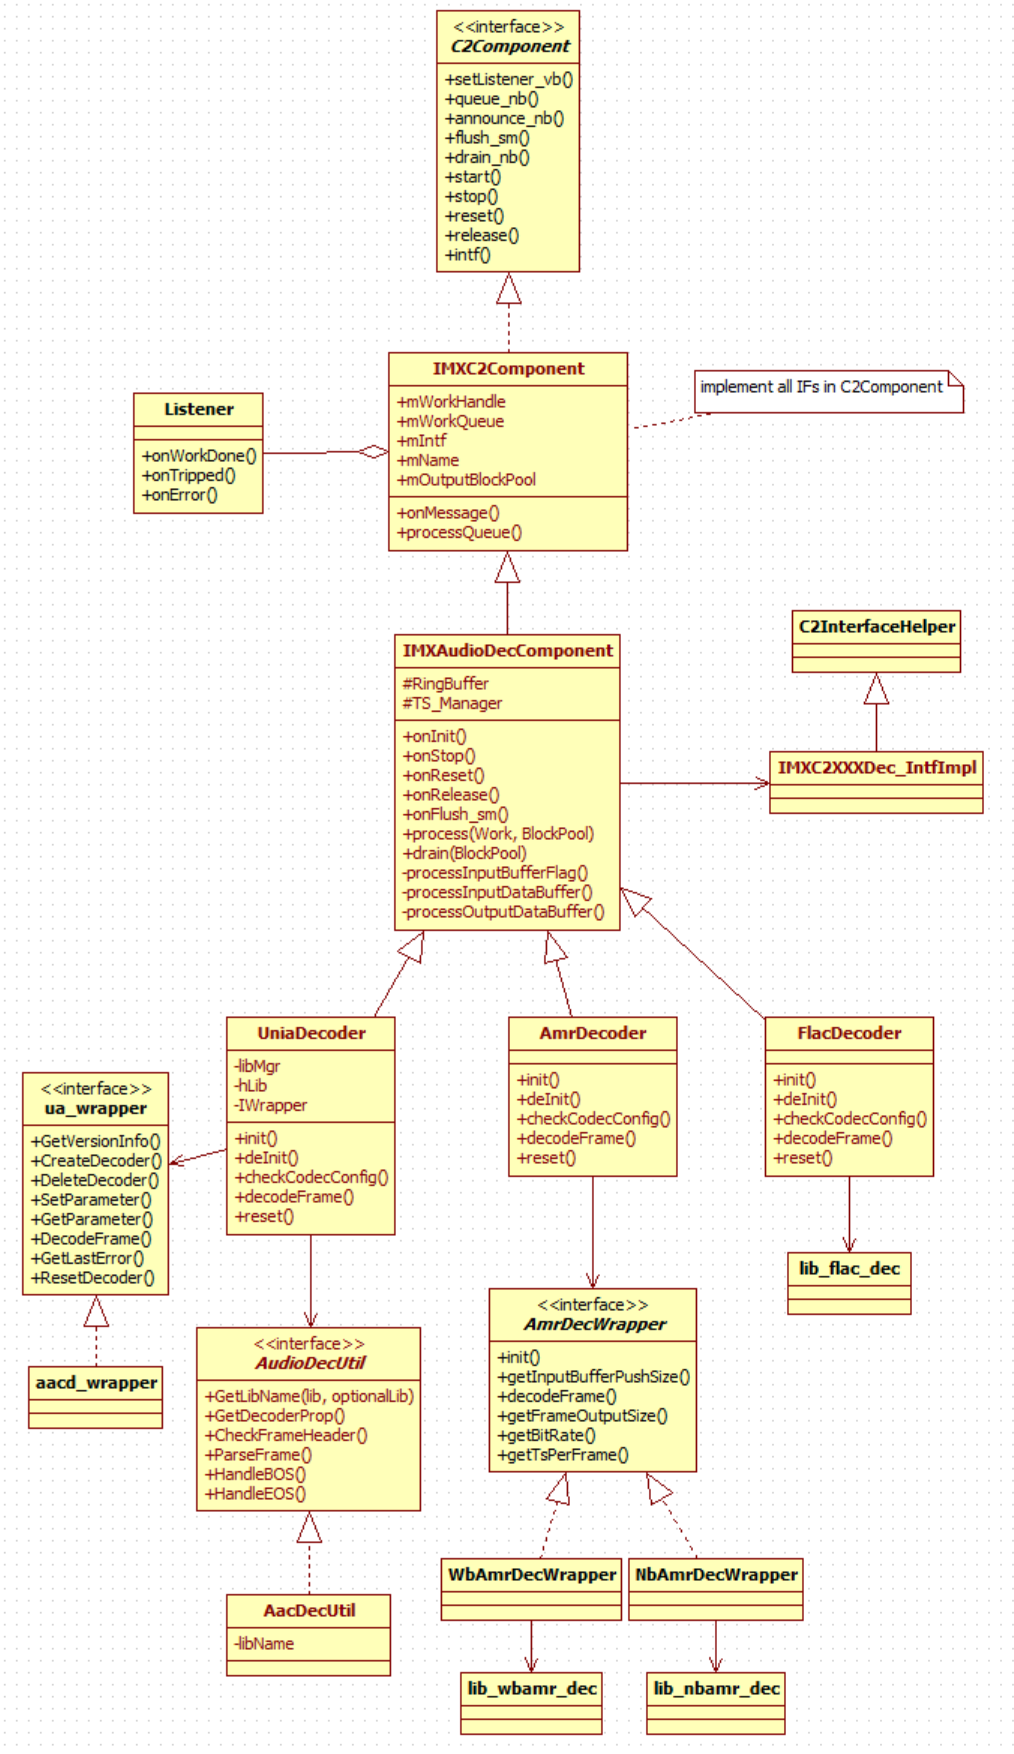 <<interface>>
C2Component
+setListener_vb()
+queue_nb()
+announce_nb()
+flush_sm()
+drain_nb()
+start()
+stop()
+reset()
+release()
+intf()
IMXC2Component
+mWorkHandle
+mWorkQueue
+mIntf
+mName
+mOutputBlockPool
+onMessage()
+processQueue()
implement all IFs in C2Component
Listener
+onWorkDone()
+onTripped()
+onError()
IMXAudioDecComponent
#RingBuffer
#TS_Manager
+onInit()
+onStop()
+onReset()
+onRelease()
+onFlush_sm()
+process(Work, BlockPool)
+drain(BlockPool)
-processInputBufferFlag()
-processInputDataBuffer()
-processOutputDataBuffer()
C2InterfaceHelper
IMXC2XXXDec_IntfImpl
UniaDecoder
-libMgr
-hLib
-IWrapper
+init()
+deInit()
+checkCodecConfig()
+decodeFrame()
+reset()
AmrDecoder
+init()
+deInit()
+checkCodecConfig()
+decodeFrame()
+reset()
FlacDecoder
+init()
+deInit()
+checkCodecConfig()
+decodeFrame()
+reset()
<<interface>>
ua_wrapper
+GetVersionInfo()
+CreateDecoder()
+DeleteDecoder()
+SetParameter()
+GetParameter()
+DecodeFrame()
+GetLastError()
+ResetDecoder()
aacd_wrapper
<<interface>>
AudioDecUtil
+GetLibName(lib, optionalLib)
+GetDecoderProp()
+CheckFrameHeader()
+ParseFrame()
+HandleBOS()
+HandleEOS()
AacDecUtil
-libName
<<interface>>
AmrDecWrapper
+init()
+getInputBufferPushSize()
+decodeFrame()
+getFrameOutputSize()
+getBitRate()
+getTsPerFrame()
lib_flac_dec
WbAmrDecWrapper
NbAmrDecWrapper
lib_wbamr_dec
lib_nbamr_dec